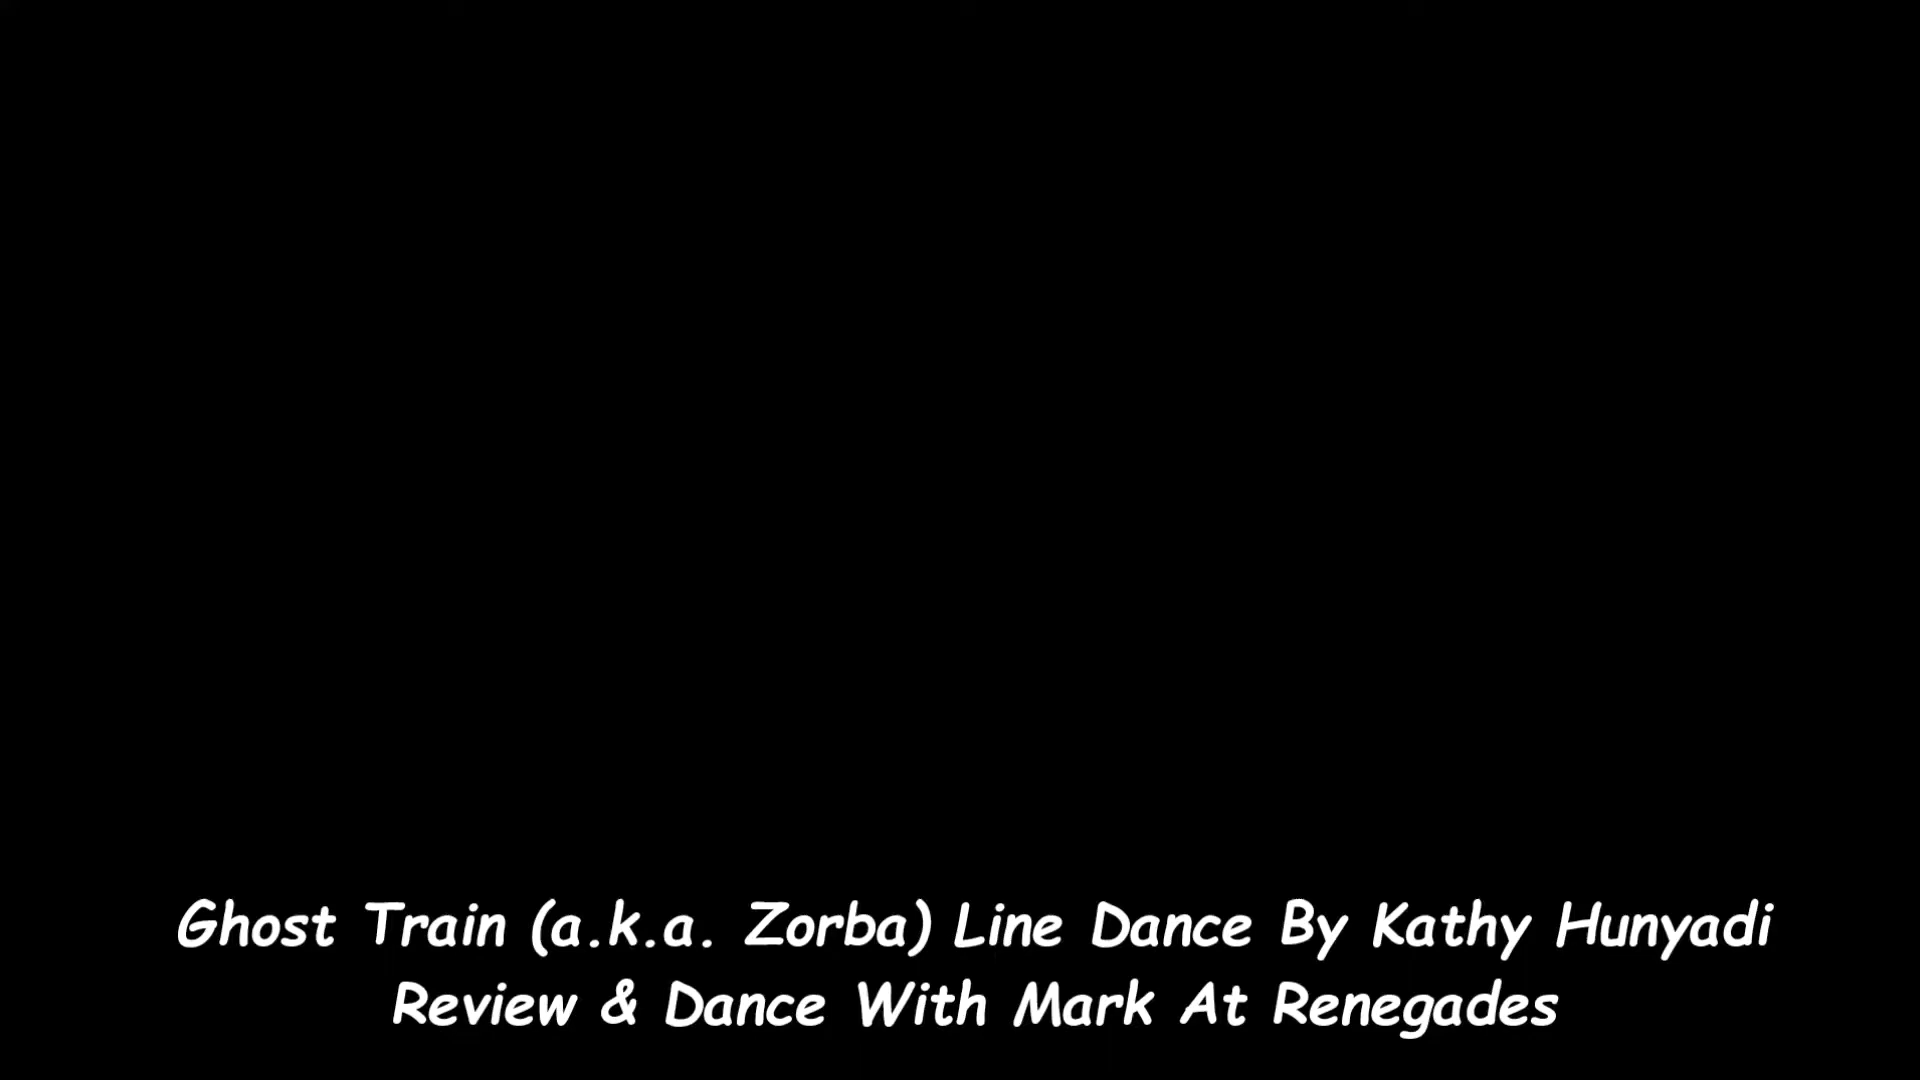 Ghost Train (a.k.a. Zorba) Line Dance By Kathy Hunyadi
Review & Dance With Mark At Renegades